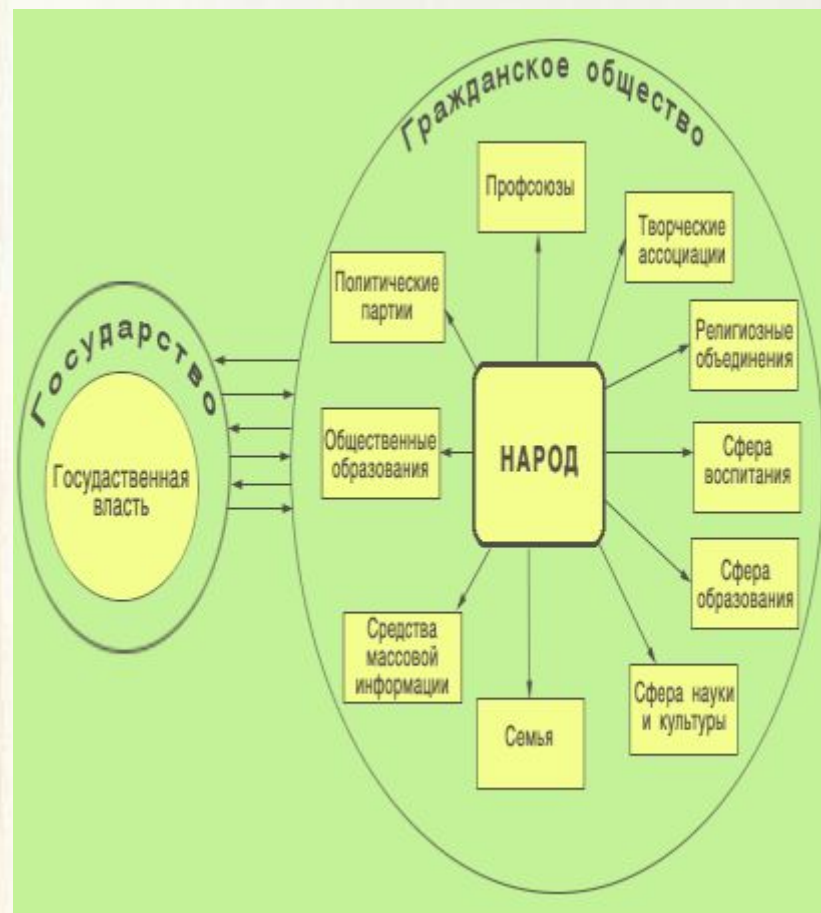 Гражданское общество
Профсоюзы
Творческие
ассоциации
Политические
партии
Религиозные
объединения
Государство
Госудаственная
власть
Общественные
образования
НАРОД
Сфера
воспитания
Сфера
образования
Средства
массовой
информации
Семья
Сфера науки
и культуры